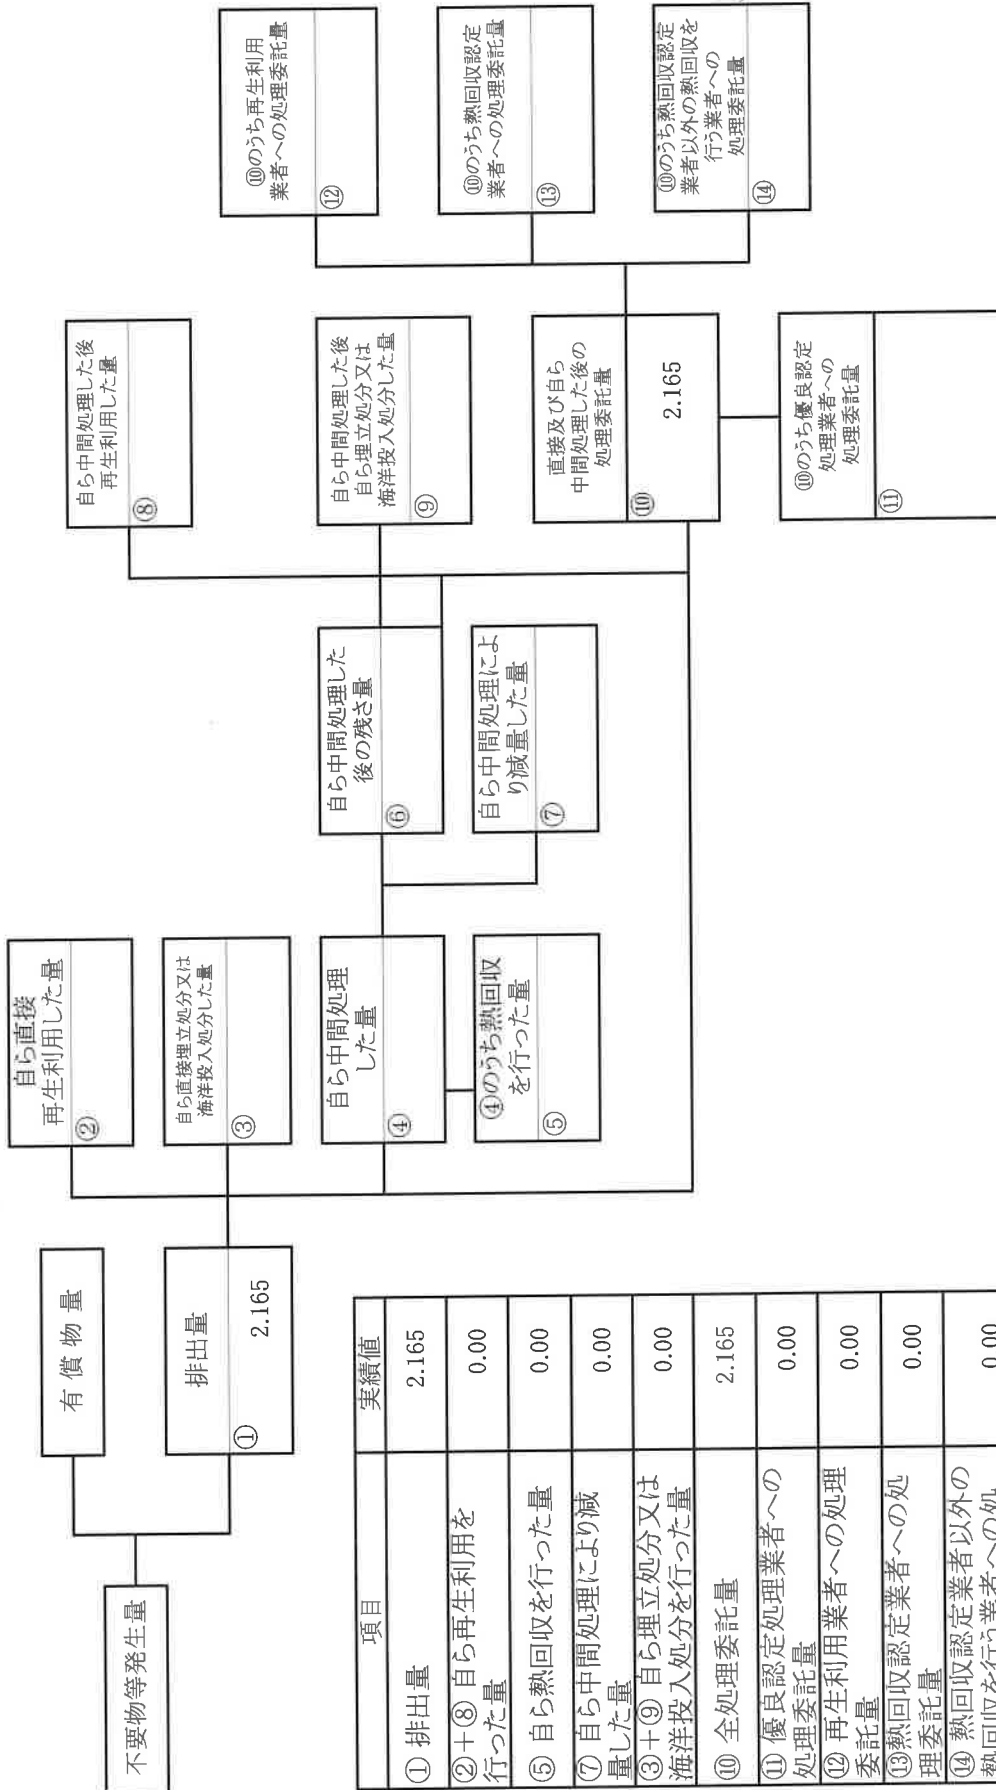 不要物等発生量
有償物量
排出量
①
2.165
自ら直接
再生利用した量
②
自ら直接埋立処分又は
海洋投入処分した量
③
自ら中間処理
した量
④
④のうち熱回収
を行った量
⑤
自ら中間処理した
後の残さ量
⑥
自ら中間処理によ
り減量した量
⑦
自ら中間処理した後
再生利用した量
⑧
自ら中間処理した後
自ら埋立処分又は
海洋投入処分した量
⑨
直接及び自ら
中間処理した後の
処理委託量
⑩
2.165
⑩のうち優良認定
処理業者への
処理委託量
⑪
⑩のうち再生利用
業者への処理委託量
⑫
⑩のうち熱回収認定
業者への処理委託量
⑬
⑩のうち熱回収認定
業者以外の熱回収を
行う業者への
処理委託量
⑭
項目 実績値
① 排出量 2.165
②+⑧ 自ら再生利用を
行った量 0.00
⑤ 自ら熱回収を行った量 0.00
⑦ 自ら中間処理により減
量した量 0.00
③+⑨ 自ら埋立処分又は
海洋投入処分を行った量 0.00
⑩ 全処理委託量 2.165
⑪ 優良認定処理業者への
処理委託量 0.00
⑫ 再生利用業者への処理
委託量 0.00
⑬熱回収認定業者への処
理委託量 0.00
⑭ 熱回収認定業者以外の
熱回収を行う業者への処 0.00